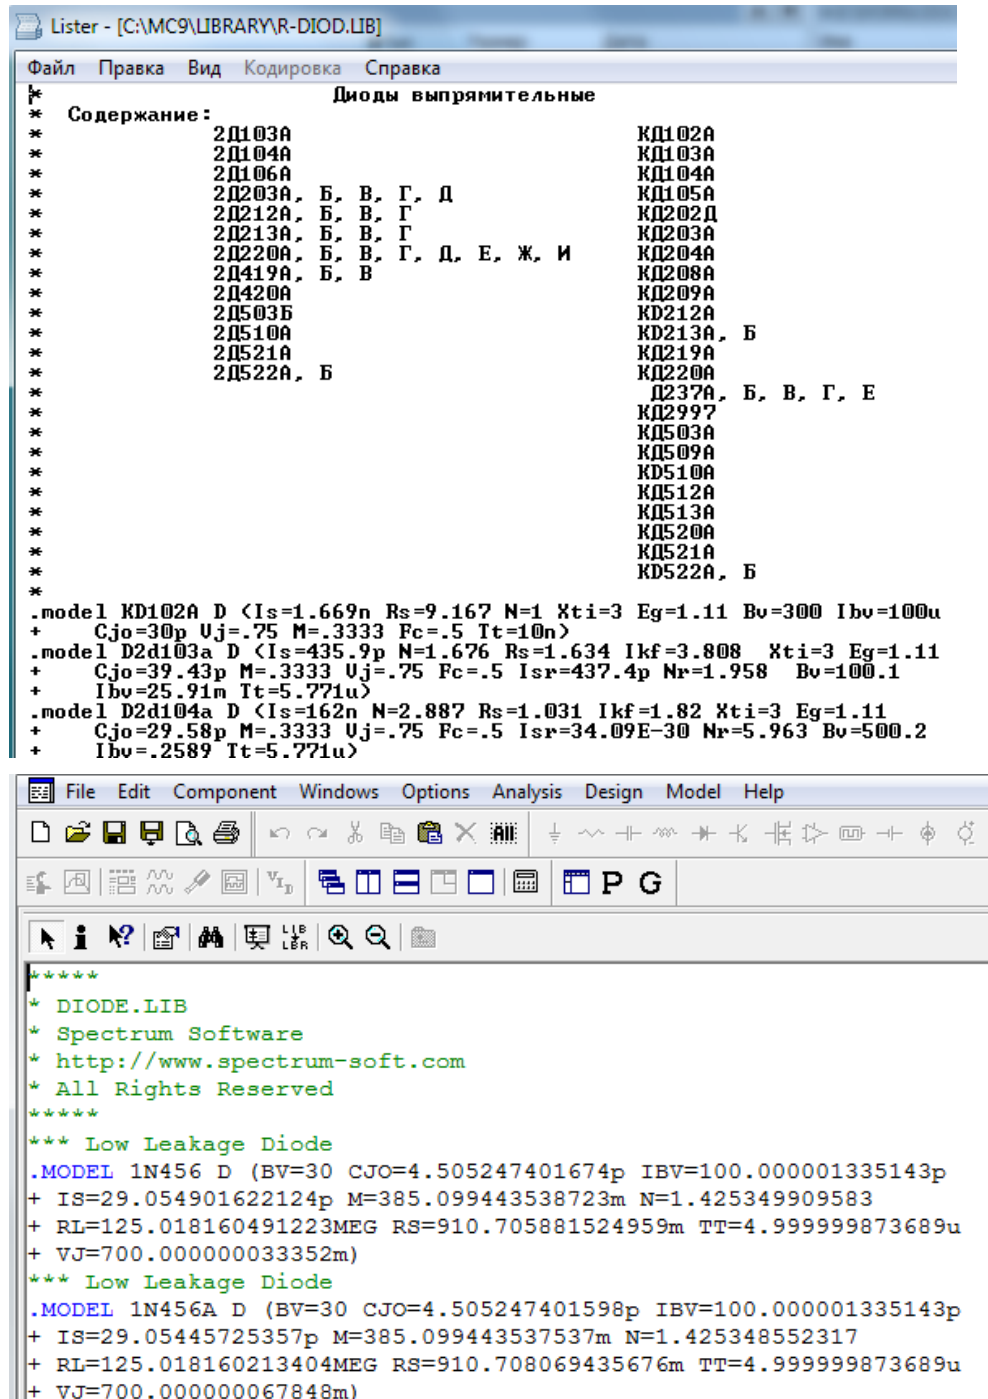 Lister - [C:\MC9\LIBRARY\R-DIOD.LIB]
Файл Правка Вид Кодировка Справка
* Диоды выпрямительные
* Содержание:
* 2Д103А КД102А
* 2Д104А КД103А
* 2Д106А КД104А
* 2Д203А, Б, В, Г, Д КД105А
* 2Д212А, Б, В, Г КД202Д
* 2Д213А, Б, В, Г КД203А
* 2Д220А, Б, В, Г, Д, Е, Ж, И КД204А
* 2Д419А, Б, В КД208А
* 2Д420А КД209А
* 2Д503Б KD212A
* 2Д510А KD213A, Б
* 2Д521А КД219А
* 2Д522А, Б КД220А
* Д237А, Б, В, Г, Е
* КД2997
* КД503А
* КД509А
* KD510A
* КД512А
* КД513А
* КД520А
* КД521А
* KD522A, Б
*
.model KD102A D (Is=1.669n Rs=9.167 N=1 Xti=3 Eg=1.11 Bv=300 Ibv=100u
+ Cjo=30p Vj=.75 M=.3333 Fc=.5 Tt=10n)
.model D2d103a D (Is=435.9p N=1.676 Rs=1.634 Ikf=3.808 Xti=3 Eg=1.11
+ Cjo=39.43p M=.3333 Vj=.75 Fc=.5 Isr=437.4p Nr=1.958 Bv=100.1
+ Ibv=25.91m Tt=5.771u)
.model D2d104a D (Is=162n N=2.887 Rs=1.031 Ikf=1.82 Xti=3 Eg=1.11
+ Cjo=29.58p M=.3333 Vj=.75 Fc=.5 Isr=34.09E-30 Nr=5.963 Bv=500.2
+ Ibv=.2589 Tt=5.771u)
File Edit Component Windows Options Analysis Design Model Help
P G
*****
* DIODE.LIB
* Spectrum Software
* http://www.spectrum-soft.com
* All Rights Reserved
*****
*** Low Leakage Diode
.MODEL 1N456 D (BV=30 CJO=4.505247401674p IBV=100.000001335143p
+ IS=29.054901622124p M=385.099443538723m N=1.425349909583
+ RL=125.018160491223MEG RS=910.705881524959m TT=4.999999873689u
+ VJ=700.000000033352m)
*** Low Leakage Diode
.MODEL 1N456A D (BV=30 CJO=4.505247401598p IBV=100.000001335143p
+ IS=29.05445725357p M=385.099443537537m N=1.425348552317
+ RL=125.018160213404MEG RS=910.708069435676m TT=4.999999873689u
+ VJ=700.000000067848m)